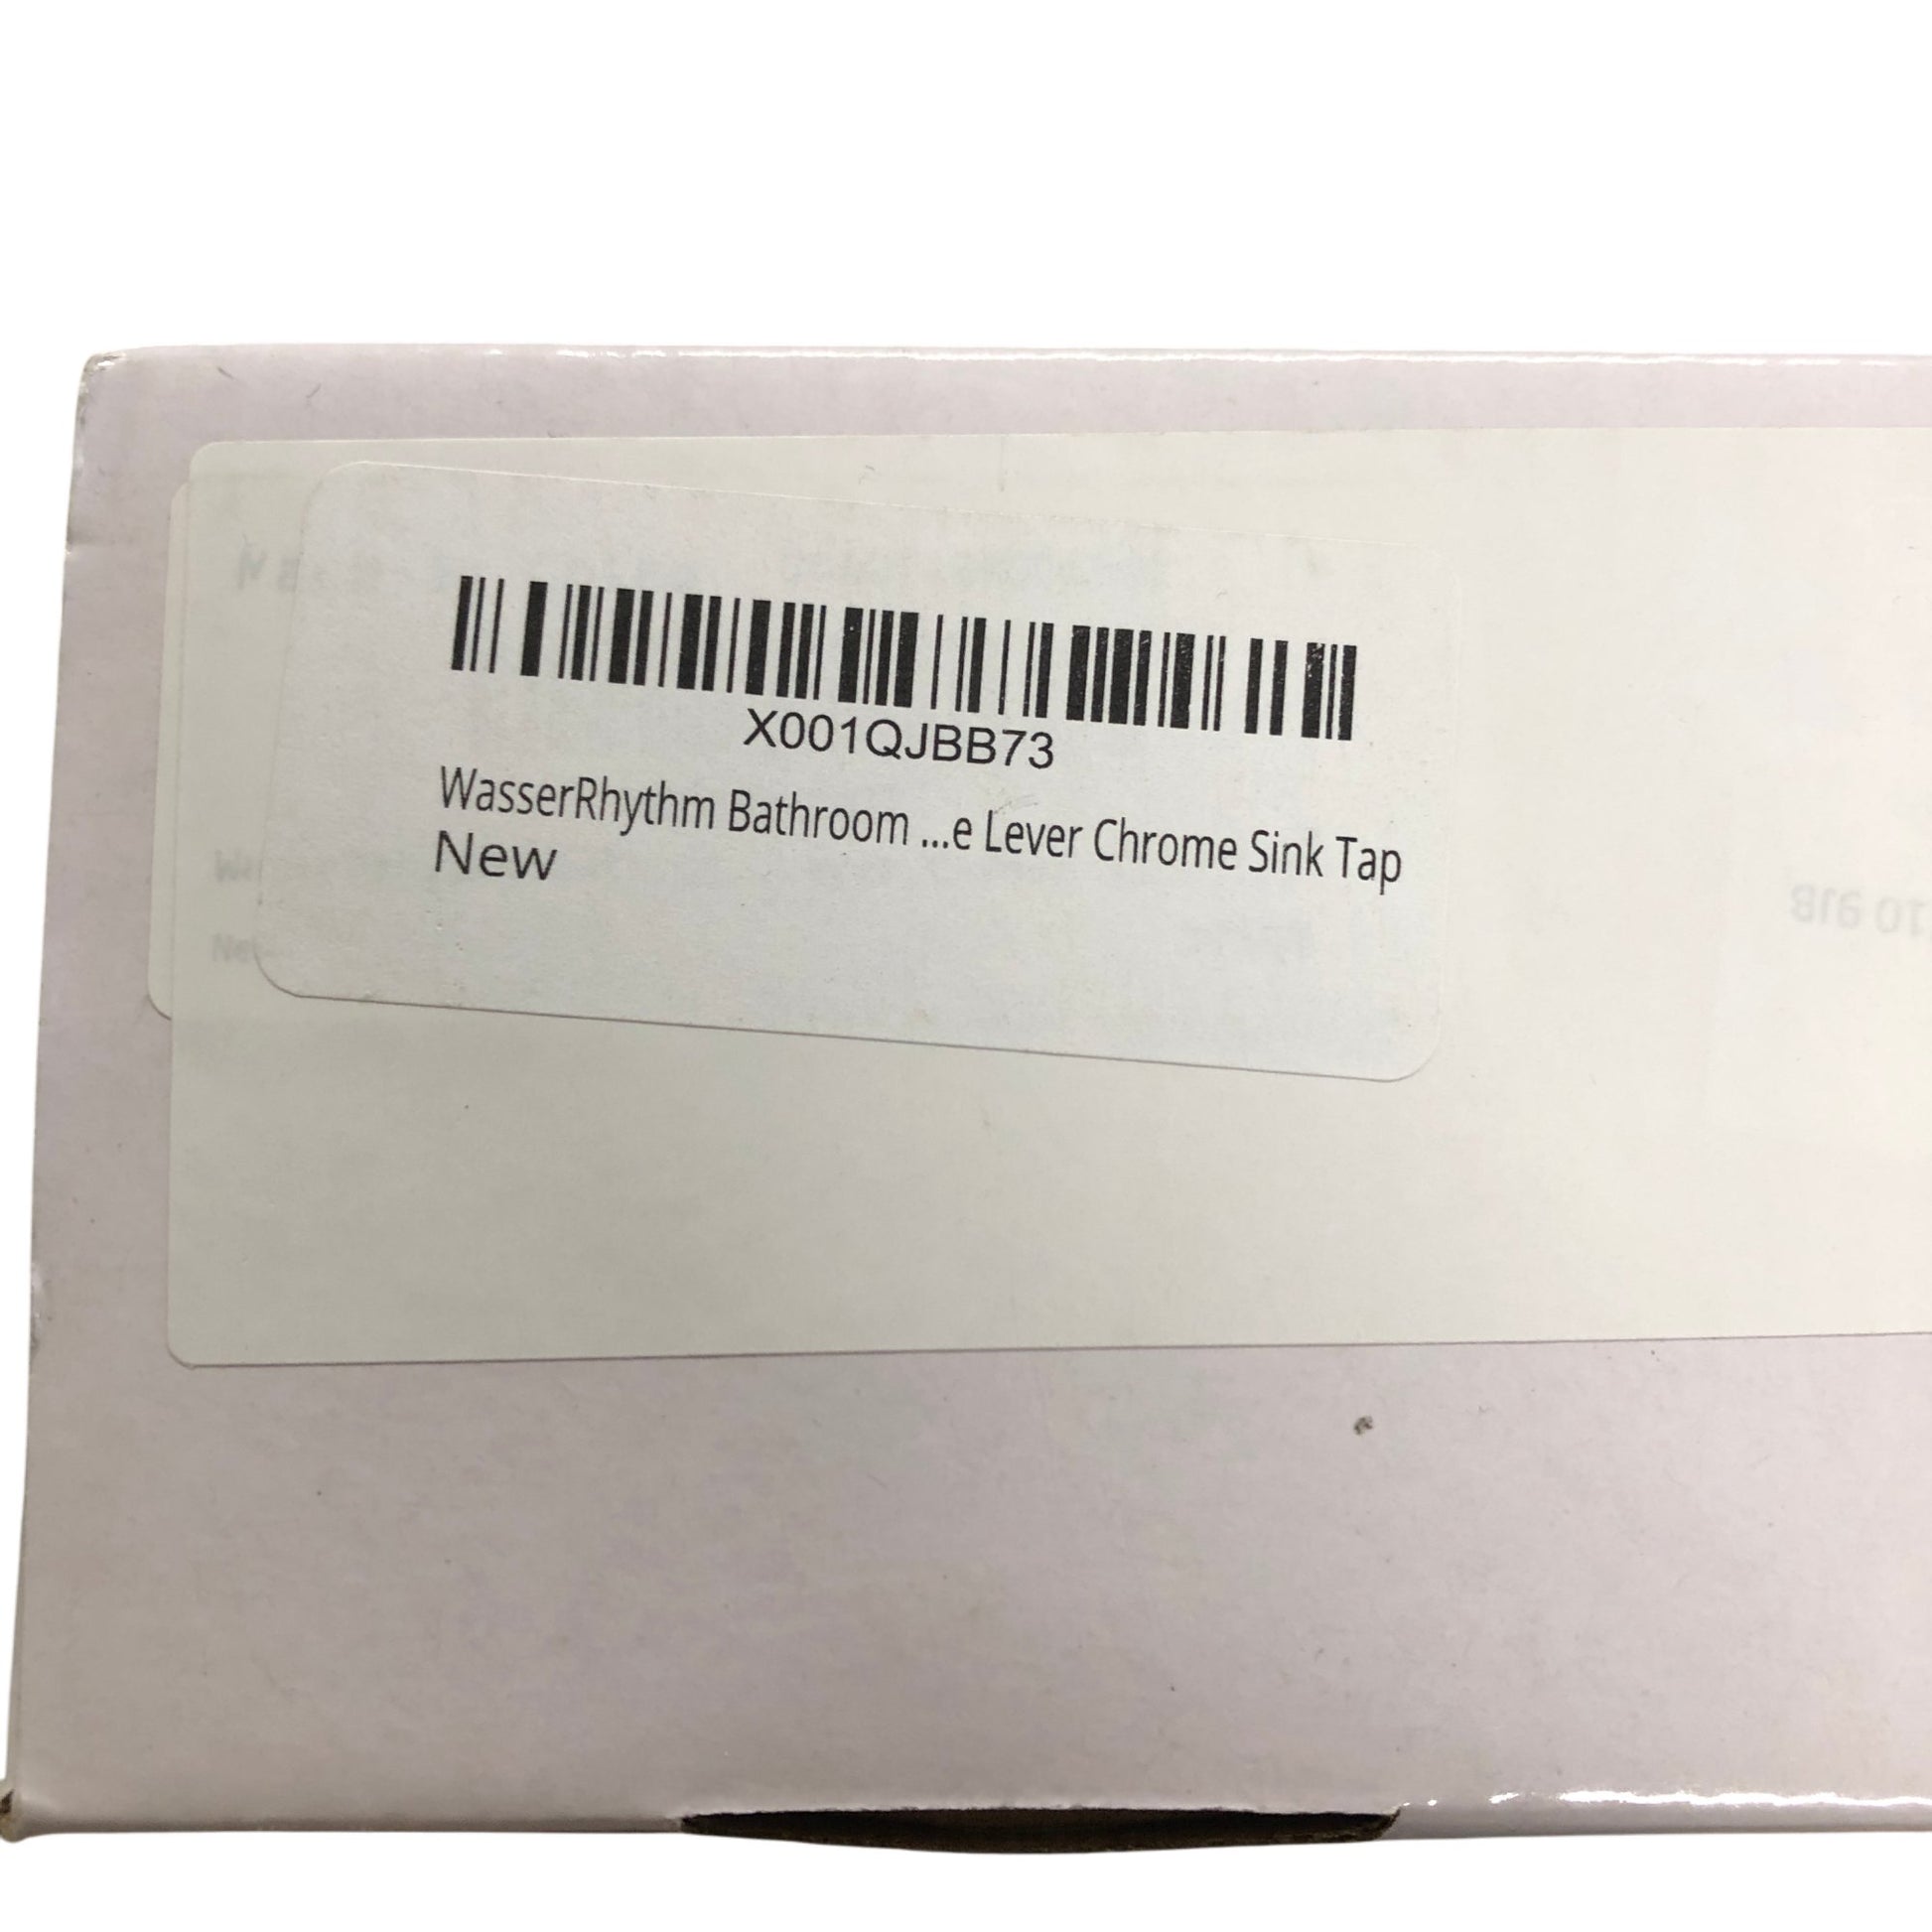 X001QJBB73
WasserRhythm Bathroom ...e Lever Chrome Sink Tap
New